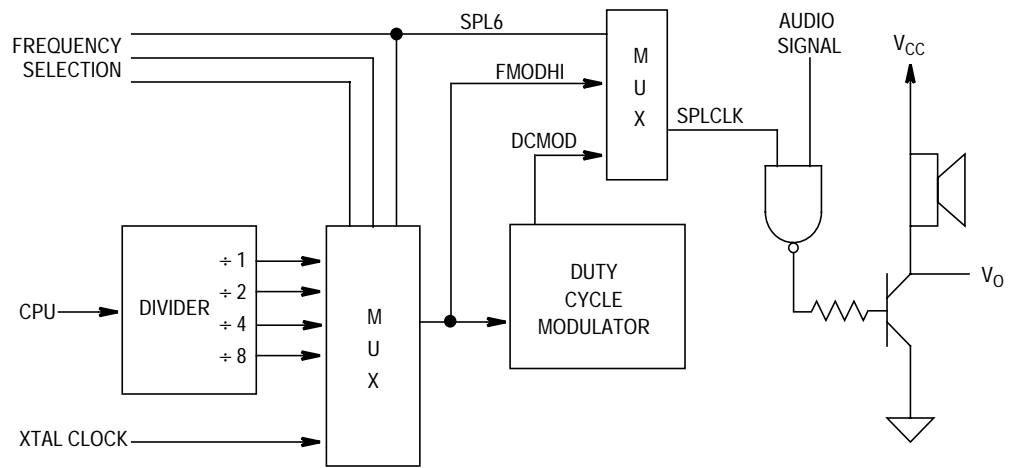 FREQUENCY
SELECTION
SPL6
FMODHI
DCMOD
M
U
X
SPLCLK
AUDIO
SIGNAL
VCC
CPU
DIVIDER
÷ 1
÷ 2
÷ 4
÷ 8
XTAL CLOCK
M
U
X
DUTY
CYCLE
MODULATOR
VO